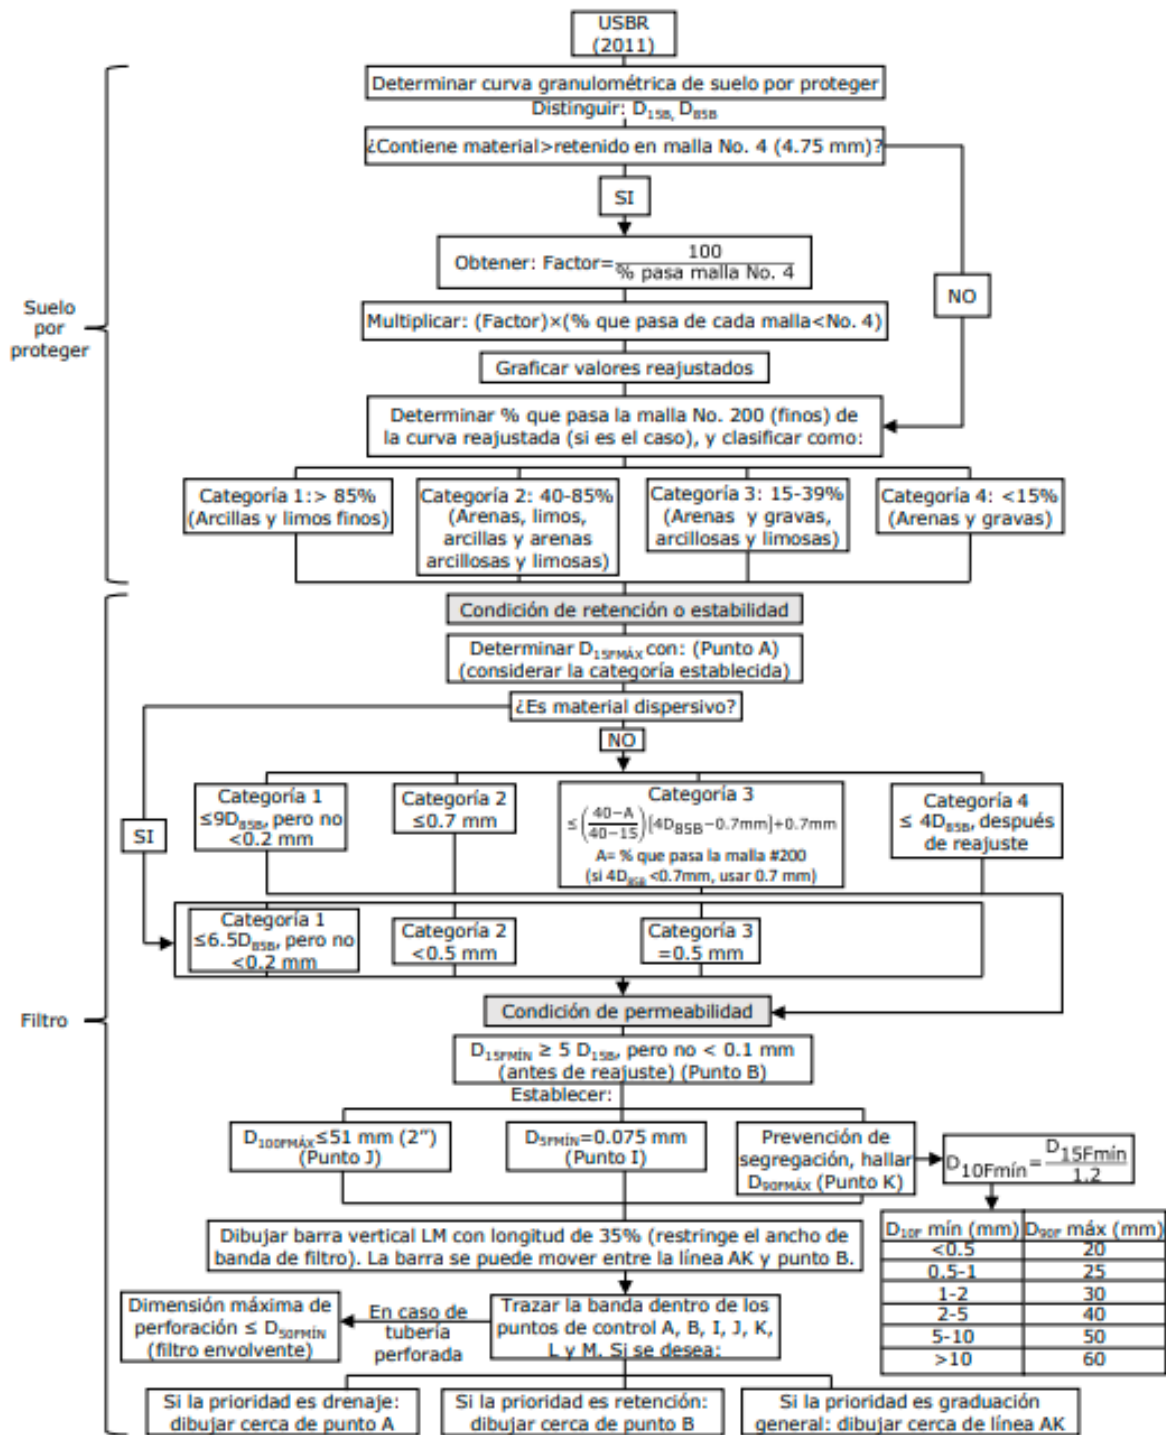 USBR
(2011)
Determinar curva granulométrica de suelo por proteger
Distinguir: D15B, D85B
¿Contiene material>retenido en malla No. 4 (4.75 mm)?
SI
NO
Obtener: Factor=100/% pasa malla No. 4
Multiplicar: (Factor)×(% que pasa de cada malla<No. 4)
Graficar valores reajustados
Suelo
por
proteger
Determinar % que pasa la malla No. 200 (finos) de
la curva reajustada (si es el caso), y clasificar como:
Categoría 1:> 85%
(Arcillas y limos finos)
Categoría 2: 40-85%
(Arenas, limos,
arcillas y arenas
arcillosas y limosas)
Categoría 3: 15-39%
(Arenas y gravas,
arcillosas y limosas)
Categoría 4: <15%
(Arenas y gravas)
Condición de retención o estabilidad
Determinar D15FMÁX con: (Punto A)
(considerar la categoría establecida)
¿Es material dispersivo?
NO
SI
Categoría 1
≤9D85B, pero no
<0.2 mm
Categoría 2
≤0.7 mm
Categoría 3
≤(40−A/40−15)[4D85B−0.7mm]+0.7mm
A= % que pasa la malla #200
(si 4D85B <0.7mm, usar 0.7 mm)
Categoría 4
≤ 4D85B, después
de reajuste
Categoría 1
≤6.5D85B, pero no
<0.2 mm
Categoría 2
<0.5 mm
Categoría 3
=0.5 mm
Filtro
Condición de permeabilidad
D15FMÍN ≥ 5 D15B, pero no < 0.1 mm
(antes de reajuste) (Punto B)
Establecer:
D100FMÁX≤51 mm (2")
(Punto J)
D5FMÍN=0.075 mm
(Punto I)
Prevención de
segregación, hallar
D90FMÁX (Punto K)
D10Fmín=D15Fmín/1.2
D10F mín (mm) D90F máx (mm)
<0.5 20
0.5-1 25
1-2 30
2-5 40
5-10 50
>10 60
Dibujar barra vertical LM con longitud de 35% (restringe el ancho de
banda de filtro). La barra se puede mover entre la línea AK y punto B.
Trazar la banda dentro de los
puntos de control A, B, I, J, K,
L y M. Si se desea:
En caso de
tubería
perforada
Dimensión máxima de
perforación ≤ D50FMÍN
(filtro envolvente)
Si la prioridad es drenaje:
dibujar cerca de punto A
Si la prioridad es retención:
dibujar cerca de punto B
Si la prioridad es graduación
general: dibujar cerca de línea AK